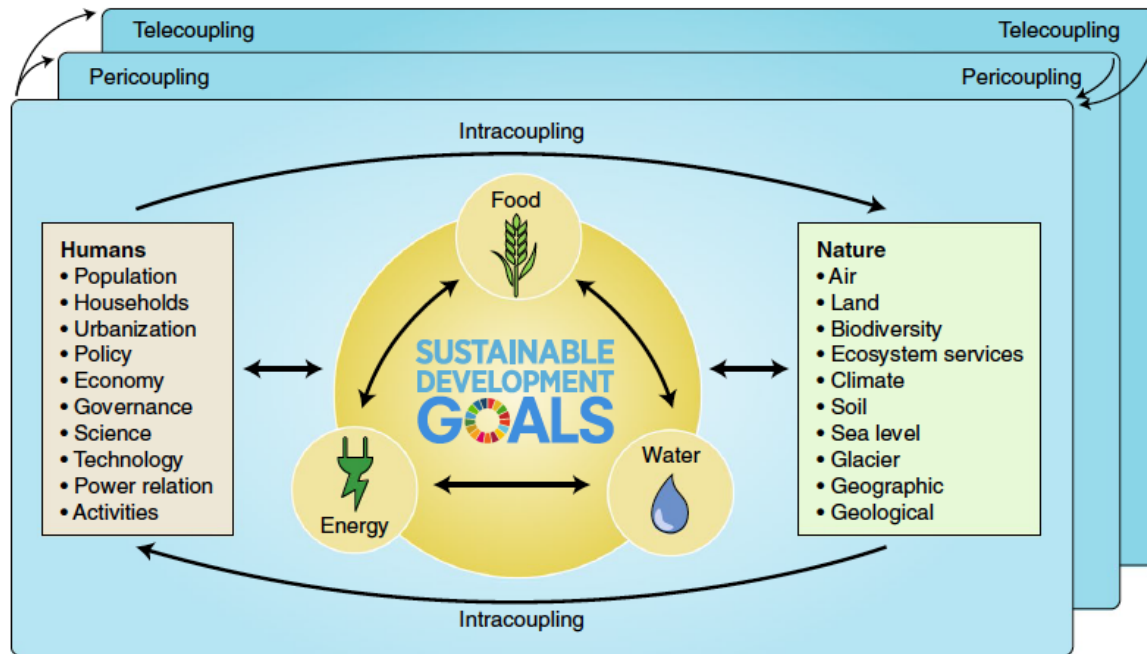 Telecoupling
Telecoupling
Pericoupling
Pericoupling
Intracoupling
Food
Humans
• Population
• Households
• Urbanization
• Policy
• Economy
• Governance
• Science
• Technology
• Power relation
• Activities
SUSTAINABLE
DEVELOPMENT
GOALS
Energy
Water
Nature
• Air
• Land
• Biodiversity
• Ecosystem services
• Climate
• Soil
• Sea level
• Glacier
• Geographic
• Geological
Intracoupling